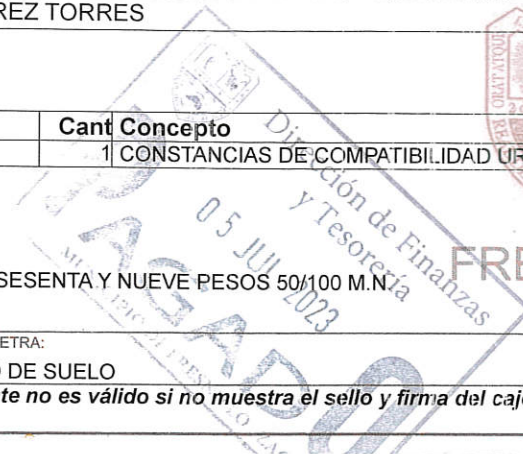 REZ TORRES
Cant Concepto
1 CONSTANCIAS DE COMPATIBILIDAD UR
Dirección de Finanzas
y Tesorería
05 JUL 2023
PAGADO
SESENTA Y NUEVE PESOS 50/100 M.N.
FRE
ETRA:
DE SUELO
te no es válido si no muestra el sello y firma del caje